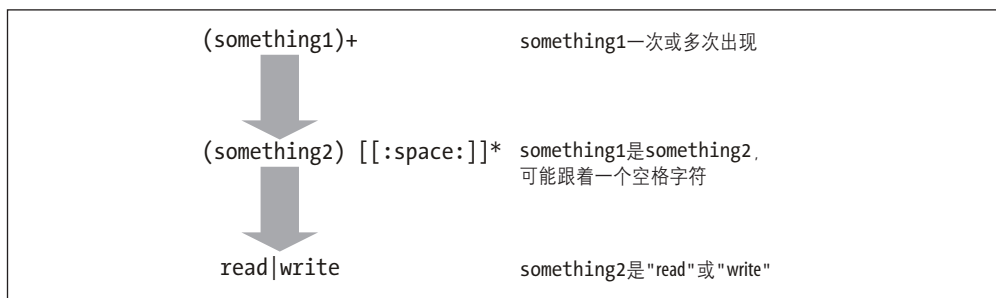 (something1)+ something1一次或多次出现
(something2) [[:space:]]* something1是something2,
可能跟着一个空格字符
read|write something2是"read"或"write"